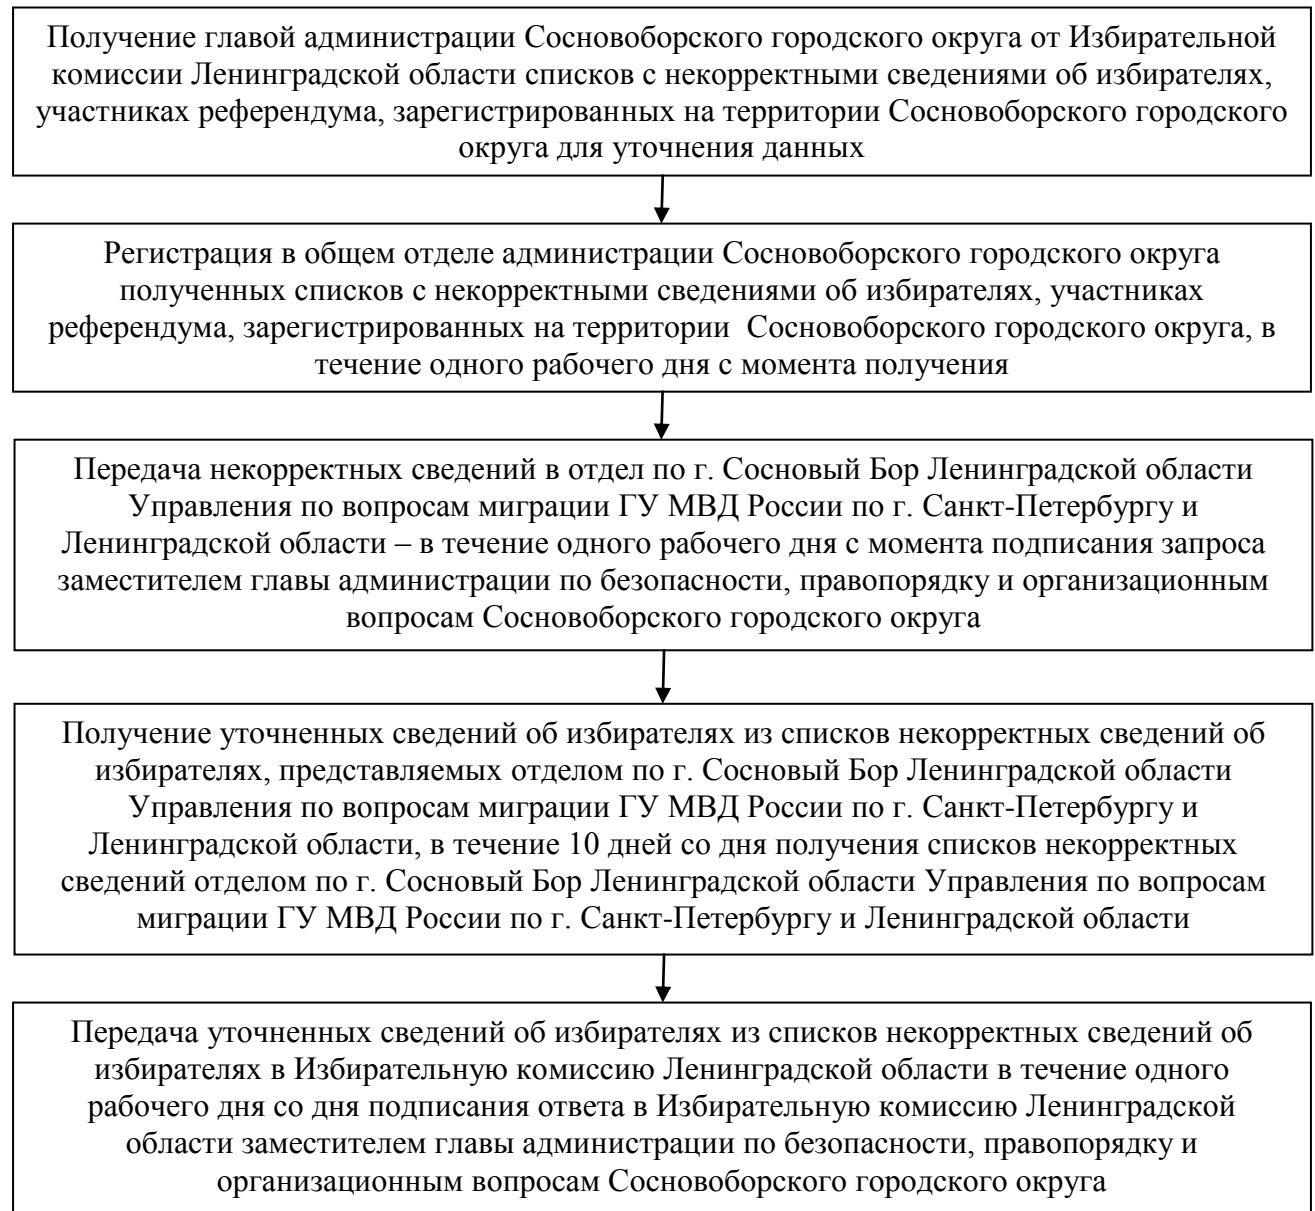 Получение главой администрации Сосновоборского городского округа от Избирательной
комиссии Ленинградской области списков с некорректными сведениями об избирателях,
участниках референдума, зарегистрированных на территории Сосновоборского городского
округа для уточнения данных
Регистрация в общем отделе администрации Сосновоборского городского округа
полученных списков с некорректными сведениями об избирателях, участниках
референдума, зарегистрированных на территории  Сосновоборского городского округа, в
течение одного рабочего дня с момента получения
Передача некорректных сведений в отдел по г. Сосновый Бор Ленинградской области
Управления по вопросам миграции ГУ МВД России по г. Санкт-Петербургу и
Ленинградской области – в течение одного рабочего дня с момента подписания запроса
заместителем главы администрации по безопасности, правопорядку и организационным
вопросам Сосновоборского городского округа
Получение уточненных сведений об избирателях из списков некорректных сведений об
избирателях, представляемых отделом по г. Сосновый Бор Ленинградской области
Управления по вопросам миграции ГУ МВД России по г. Санкт-Петербургу и
Ленинградской области, в течение 10 дней со дня получения списков некорректных
сведений отделом по г. Сосновый Бор Ленинградской области Управления по вопросам
миграции ГУ МВД России по г. Санкт-Петербургу и Ленинградской области
Передача уточненных сведений об избирателях из списков некорректных сведений об
избирателях в Избирательную комиссию Ленинградской области в течение одного
рабочего дня со дня подписания ответа в Избирательную комиссию Ленинградской
области заместителем главы администрации по безопасности, правопорядку и
организационным вопросам Сосновоборского городского округа